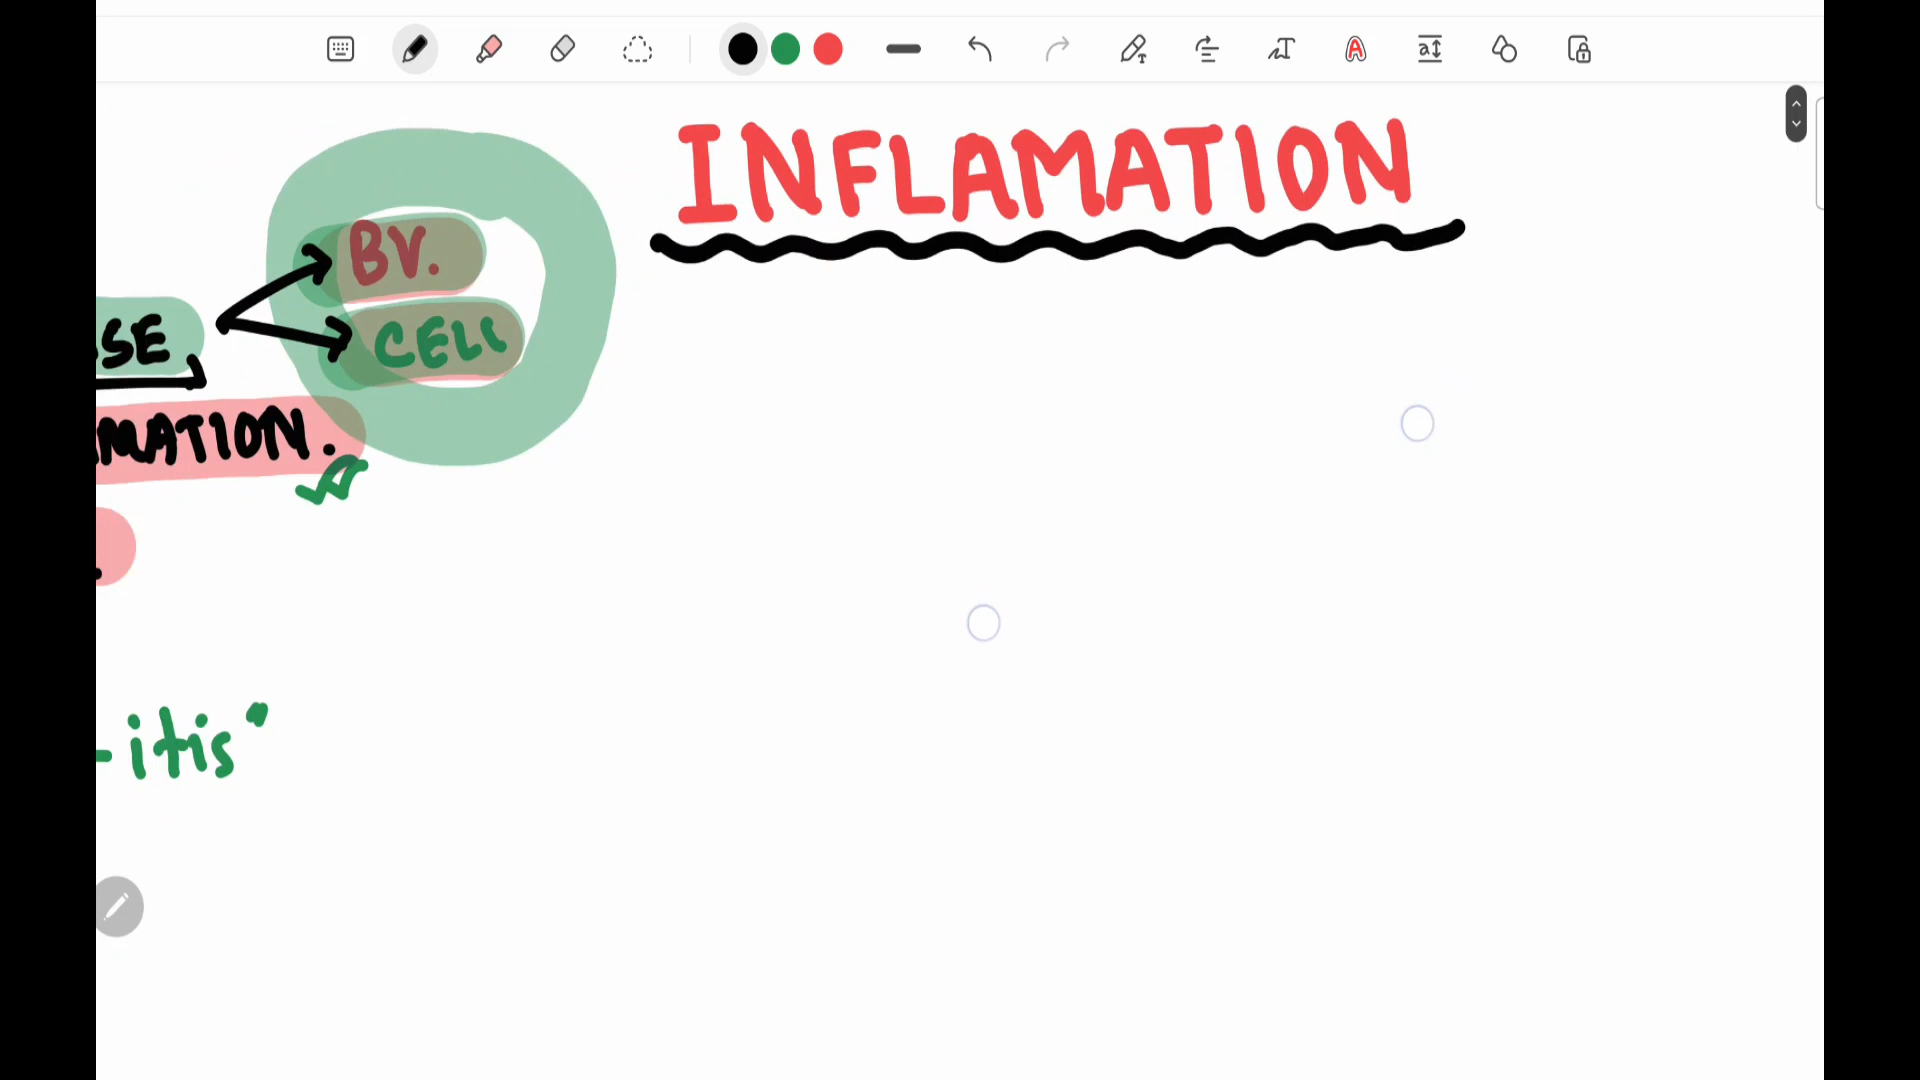 INFLAMATION
BV.
CELL
SE
MATION.
-itis"